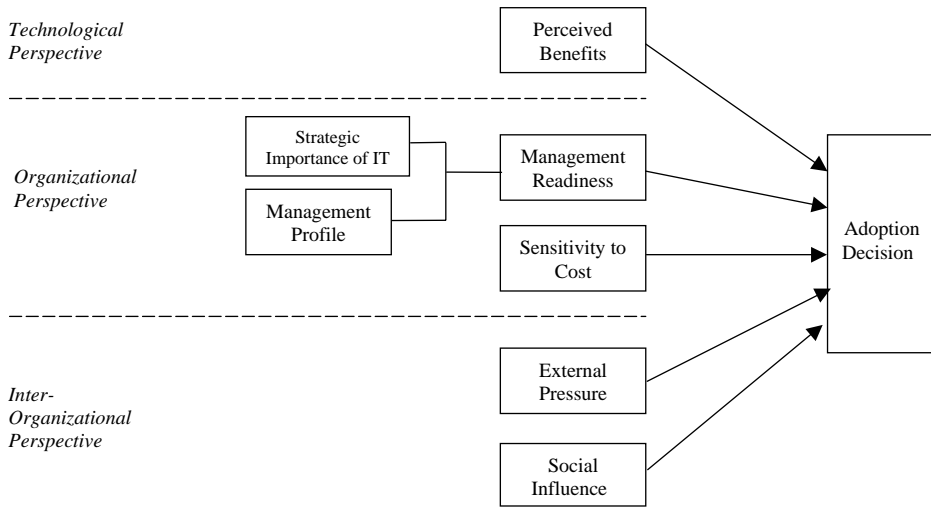 Technological
Perspective
Perceived
Benefits
Strategic
Importance of IT
Management
Readiness
Organizational
Perspective
Management
Profile
Sensitivity to
Cost
Adoption
Decision
External
Pressure
Inter-
Organizational
Perspective
Social
Influence